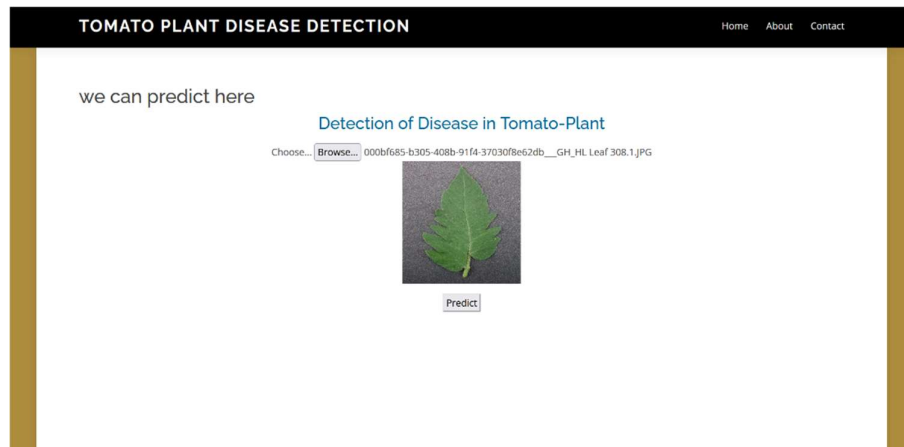 TOMATO PLANT DISEASE DETECTION
Home About Contact
we can predict here
Detection of Disease in Tomato-Plant
Choose... Browse... 000bf685-b305-408b-91f4-37030f8e62db___GH_HL Leaf 308.1.JPG
Predict